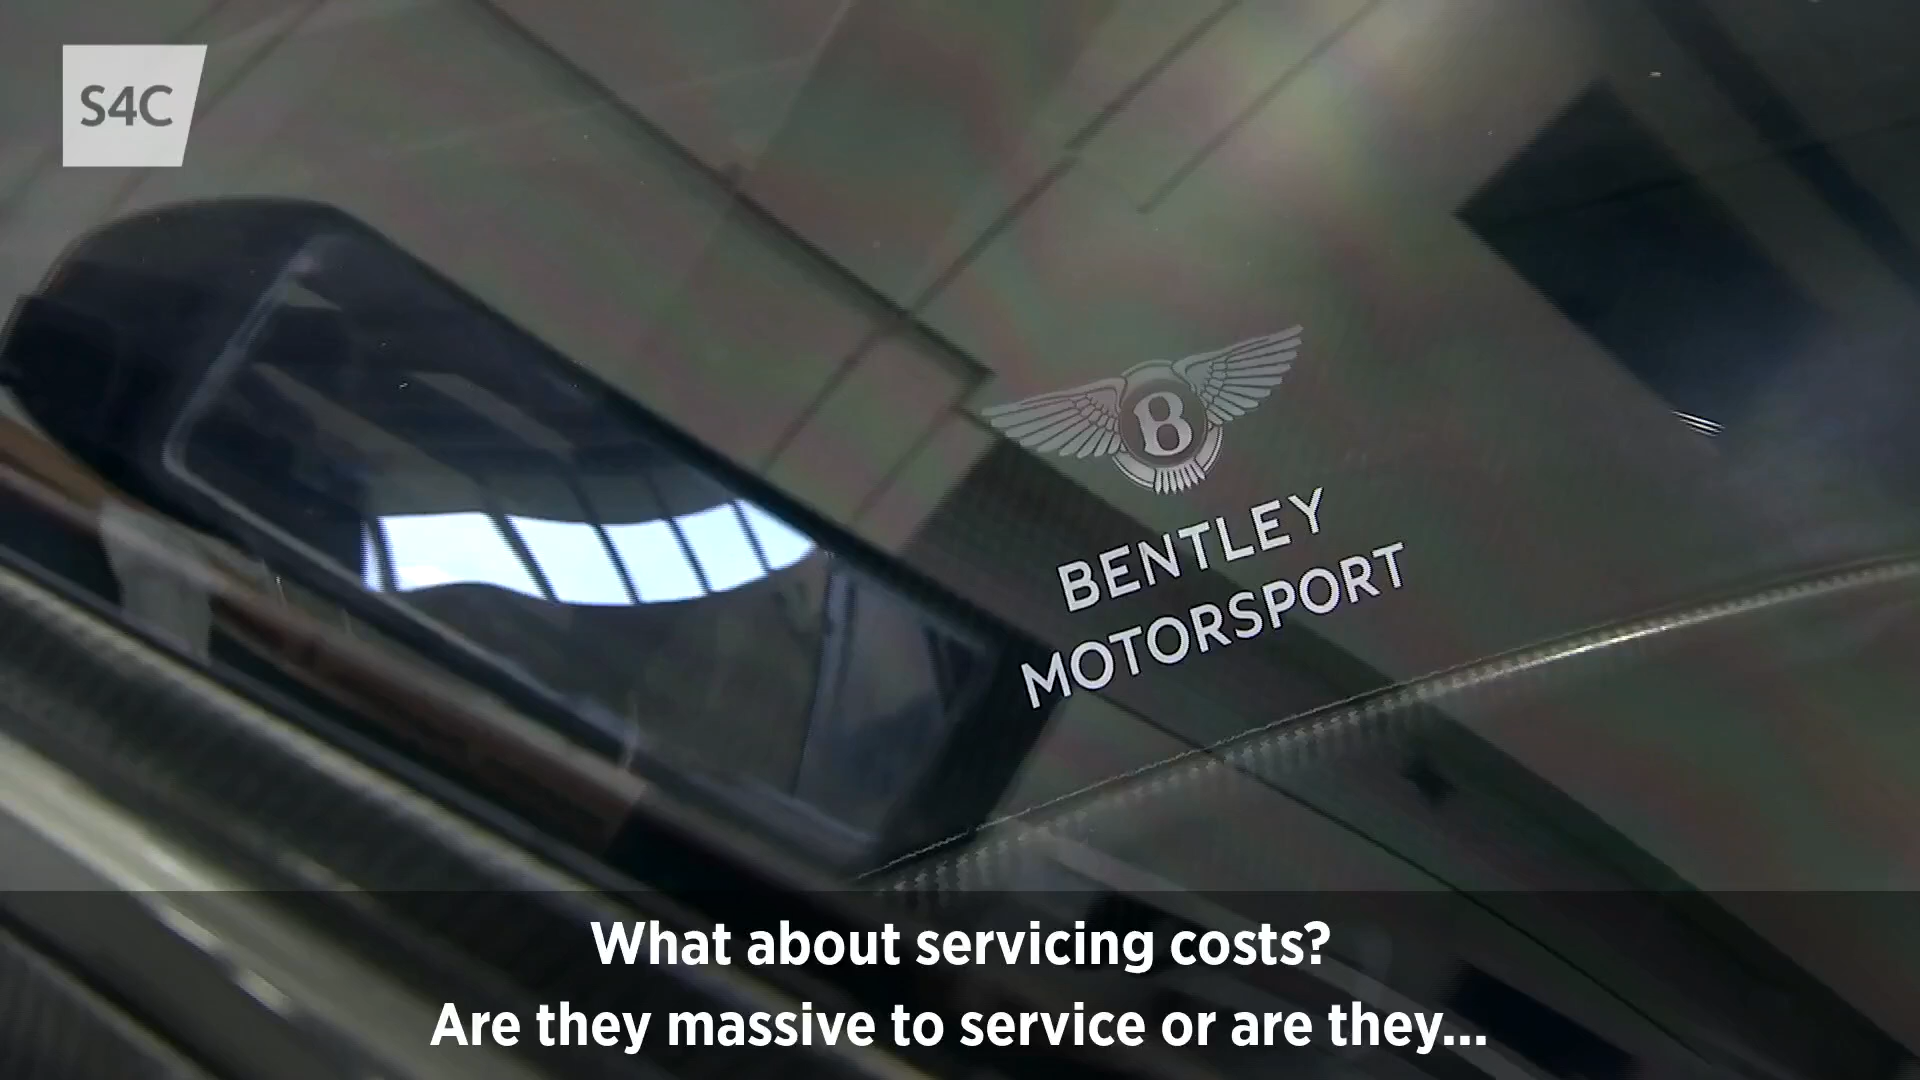 S4C
B
BENTLEY
MOTORSPORT
What about servicing costs?
Are they massive to service or are they...